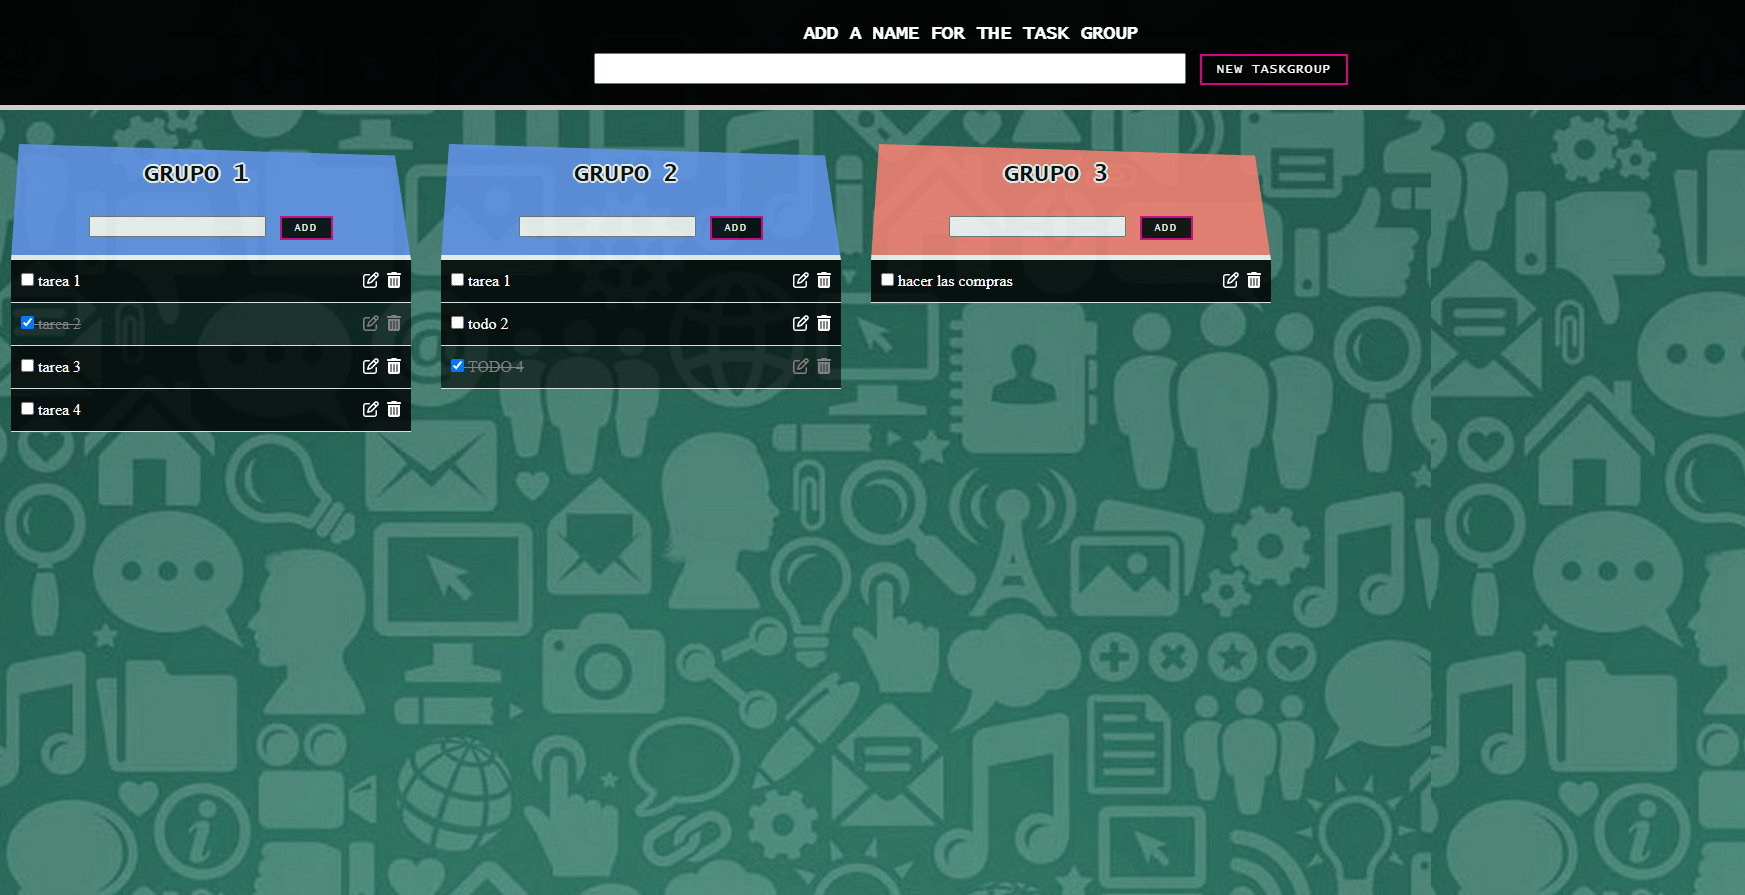 ADD A NAME FOR THE TASK GROUP
NEW TASKGROUP
GRUPO 1
ADD
tarea 1
tarea 2
tarea 3
tarea 4
GRUPO 2
ADD
tarea 1
todo 2
TODO 4
GRUPO 3
ADD
hacer las compras